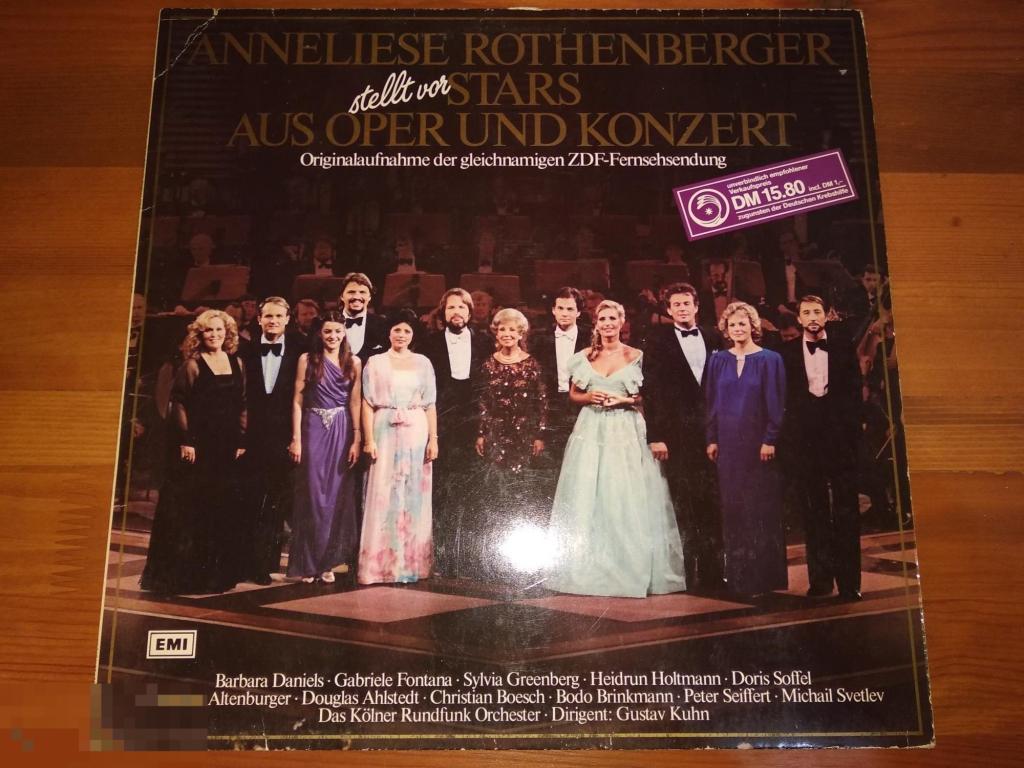 ANNELIESE ROTHENBERGER
stellt vor STARS
AUS OPER UND KONZERT
Originalaufnahme der gleichnamigen ZDF-Fernsehsendung
unverbindlich empfohlener
Verkaufspreis
DM 15.80 incl. DM 1,-
zugunsten der Deutschen Krebshilfe
EMI
Barbara Daniels · Gabriele Fontana · Sylvia Greenberg · Heidrun Holtmann · Doris Soffel
Altenburger · Douglas Ahlstedt · Christian Boesch · Bodo Brinkmann · Peter Seiffert · Michail Svetlev
Das Kölner Rundfunk Orchester · Dirigent: Gustav Kuhn